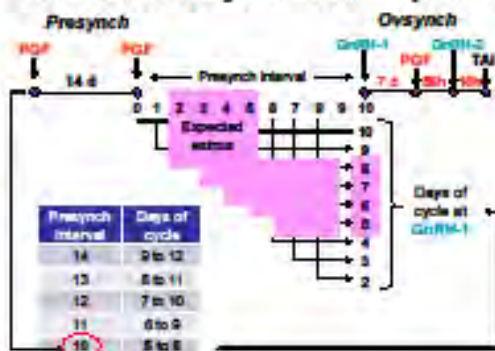 Presynch Ovsynch
GnRH-1 GnRH-2
PGF PGF PGF TAI
14 d Presynch Interval 7 d 56h
0 1 2 3 4 5 6 7 8 9 10
Expected estrus
10
9
8
7
6
5
4
3
2
Days of cycle at GnRH-1
Presynch Interval Days of cycle
14 9 to 12
13 8 to 11
12 7 to 10
11 6 to 9
10 5 to 8